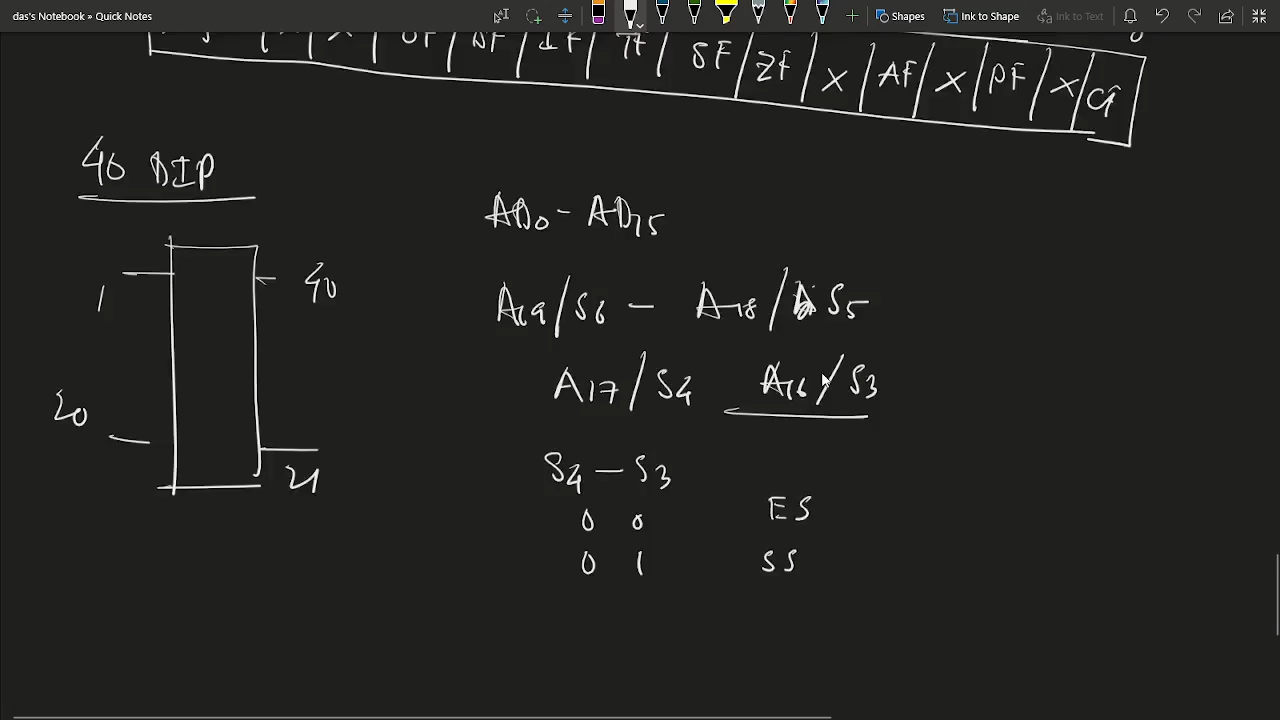 das's Notebook » Quick Notes
Shapes Ink to Shape Ink to Text
OF DF IF TF SF ZF X AF X PF X CF
40 DIP
AD0 - AD15
1 40
A19/S6 - A18/S5
A17/S4 A16/S3
20
21
S4 - S3
0 0 ES
0 1 SS